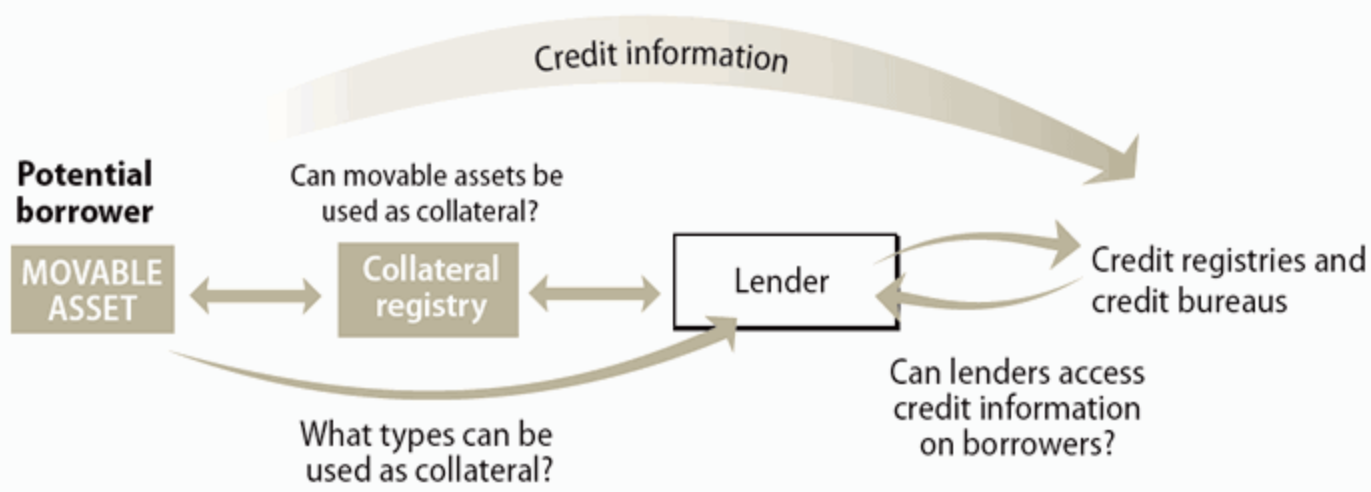 Credit information
Potential
borrower
MOVABLE
ASSET
Can movable assets be
used as collateral?
Collateral
registry
Lender
Credit registries and
credit bureaus
What types can be
used as collateral?
Can lenders access
credit information
on borrowers?